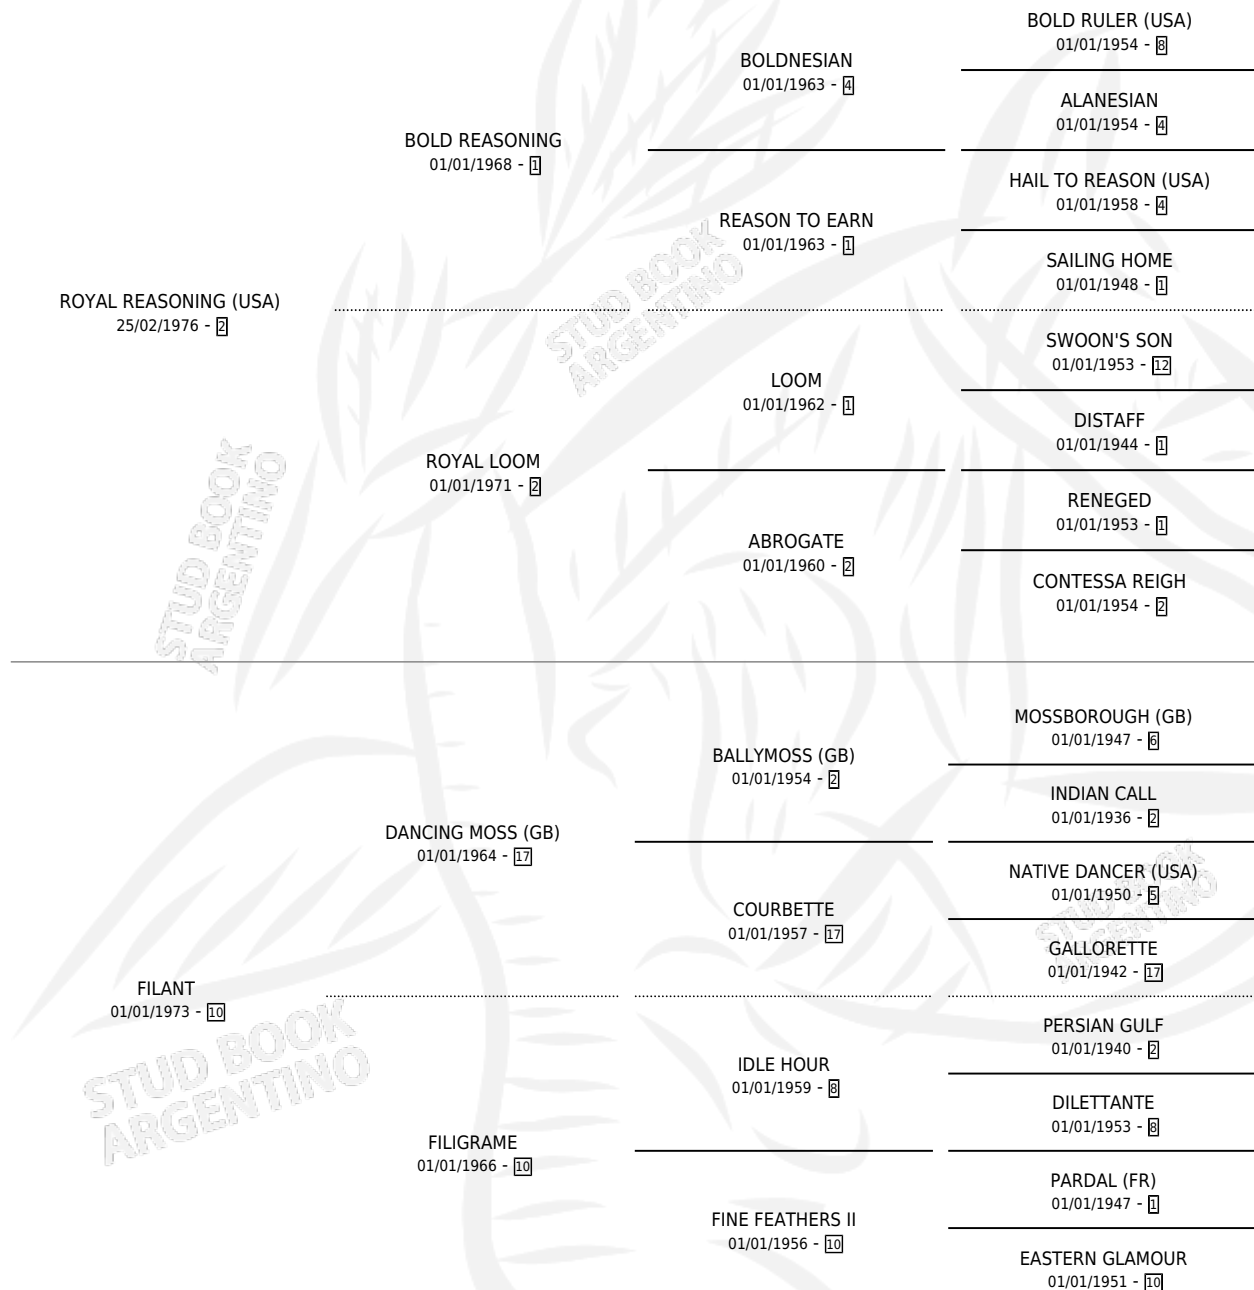 BOLD RULER (USA)
01/01/1954 - 8
BOLDNESIAN
01/01/1963 - 4
ALANESIAN
01/01/1954 - 4
BOLD REASONING
01/01/1968 - 1
HAIL TO REASON (USA)
01/01/1958 - 4
REASON TO EARN
01/01/1963 - 1
SAILING HOME
01/01/1948 - 1
ROYAL REASONING (USA)
25/02/1976 - 2
SWOON'S SON
01/01/1953 - 12
LOOM
01/01/1962 - 1
DISTAFF
01/01/1944 - 1
ROYAL LOOM
01/01/1971 - 2
RENEGED
01/01/1953 - 1
ABROGATE
01/01/1960 - 2
CONTESSA REIGH
01/01/1954 - 2
MOSSBOROUGH (GB)
01/01/1947 - 6
BALLYMOSS (GB)
01/01/1954 - 2
INDIAN CALL
01/01/1936 - 2
DANCING MOSS (GB)
01/01/1964 - 17
NATIVE DANCER (USA)
01/01/1950 - 5
COURBETTE
01/01/1957 - 17
GALLORETTE
01/01/1942 - 17
FILANT
01/01/1973 - 10
PERSIAN GULF
01/01/1940 - 2
IDLE HOUR
01/01/1959 - 8
DILETTANTE
01/01/1953 - 8
FILIGRAME
01/01/1966 - 10
PARDAL (FR)
01/01/1947 - 1
FINE FEATHERS II
01/01/1956 - 10
EASTERN GLAMOUR
01/01/1951 - 10
STUD BOOK
ARGENTINO
STUD BOOK
ARGENTINO
STUD BOOK
ARGENTINO
STUD BOOK
ARGENTINO